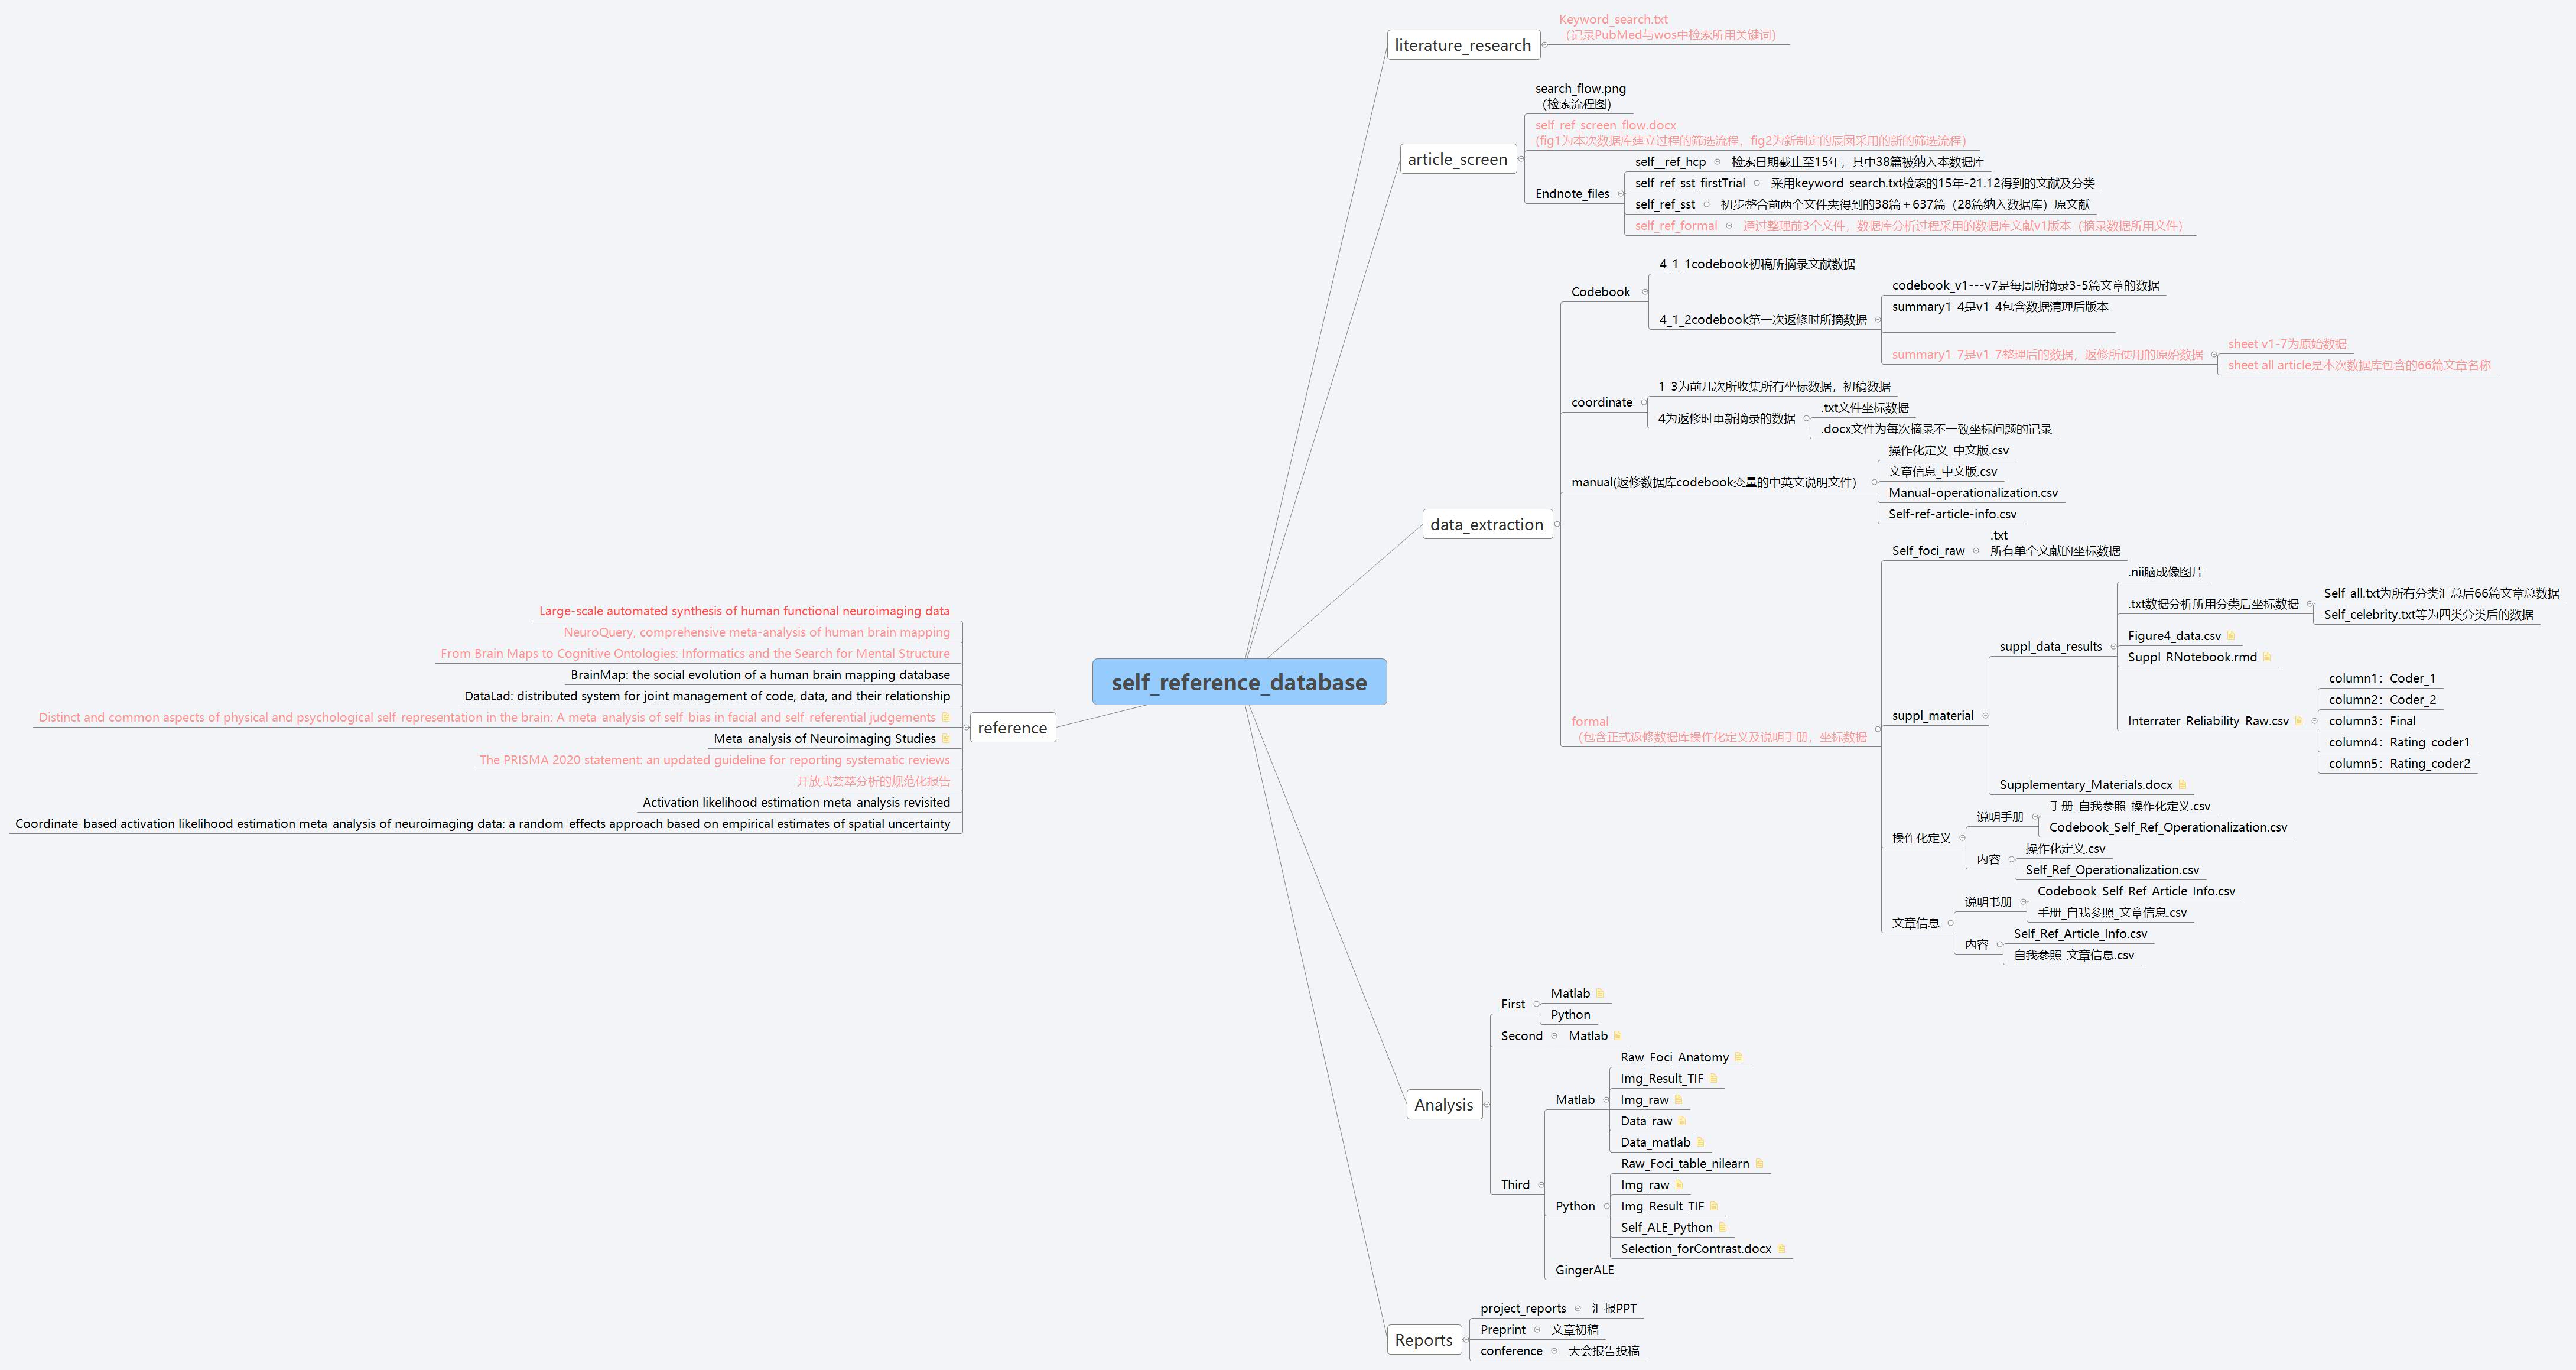 self_reference_database
literature_research
Keyword_search.txt
（记录PubMed与wos中检索所用关键词）
article_screen
search_flow.png
（检索流程图）
self_ref_screen_flow.docx
(fig1为本次数据库建立过程的筛选流程，fig2为新制定的辰囡采用的新的筛选流程）
Endnote_files
self__ref_hcp
检索日期截止至15年，其中38篇被纳入本数据库
self_ref_sst_firstTrial
采用keyword_search.txt检索的15年-21.12得到的文献及分类
self_ref_sst
初步整合前两个文件夹得到的38篇＋637篇（28篇纳入数据库）原文献
self_ref_formal
通过整理前3个文件，数据库分析过程采用的数据库文献v1版本（摘录数据所用文件）
data_extraction
Codebook
4_1_1codebook初稿所摘录文献数据
4_1_2codebook第一次返修时所摘数据
codebook_v1---v7是每周所摘录3-5篇文章的数据
summary1-4是v1-4包含数据清理后版本
summary1-7是v1-7整理后的数据，返修所使用的原始数据
sheet v1-7为原始数据
sheet all article是本次数据库包含的66篇文章名称
coordinate
1-3为前几次所收集所有坐标数据，初稿数据
4为返修时重新摘录的数据
.txt文件坐标数据
.docx文件为每次摘录不一致坐标问题的记录
manual(返修数据库codebook变量的中英文说明文件）
操作化定义_中文版.csv
文章信息_中文版.csv
Manual-operationalization.csv
Self-ref-article-info.csv
formal
（包含正式返修数据库操作化定义及说明手册，坐标数据
Self_foci_raw
.txt
所有单个文献的坐标数据
suppl_material
suppl_data_results
.nii脑成像图片
.txt数据分析所用分类后坐标数据
Self_all.txt为所有分类汇总后66篇文章总数据
Self_celebrity.txt等为四类分类后的数据
Figure4_data.csv
Suppl_RNotebook.rmd
Interrater_Reliability_Raw.csv
column1：Coder_1
column2：Coder_2
column3：Final
column4：Rating_coder1
column5：Rating_coder2
Supplementary_Materials.docx
操作化定义
说明手册
手册_自我参照_操作化定义.csv
Codebook_Self_Ref_Operationalization.csv
内容
操作化定义.csv
Self_Ref_Operationalization.csv
文章信息
说明书册
Codebook_Self_Ref_Article_Info.csv
手册_自我参照_文章信息.csv
内容
Self_Ref_Article_Info.csv
自我参照_文章信息.csv
Analysis
First
Matlab
Python
Second
Matlab
Third
Matlab
Raw_Foci_Anatomy
Img_Result_TIF
Img_raw
Data_raw
Data_matlab
Python
Raw_Foci_table_nilearn
Img_raw
Img_Result_TIF
Self_ALE_Python
Selection_forContrast.docx
GingerALE
Reports
project_reports
汇报PPT
Preprint
文章初稿
conference
大会报告投稿
reference
Large-scale automated synthesis of human functional neuroimaging data
NeuroQuery, comprehensive meta-analysis of human brain mapping
From Brain Maps to Cognitive Ontologies: Informatics and the Search for Mental Structure
BrainMap: the social evolution of a human brain mapping database
DataLad: distributed system for joint management of code, data, and their relationship
Distinct and common aspects of physical and psychological self-representation in the brain: A meta-analysis of self-bias in facial and self-referential judgements
Meta-analysis of Neuroimaging Studies
The PRISMA 2020 statement: an updated guideline for reporting systematic reviews
开放式荟萃分析的规范化报告
Activation likelihood estimation meta-analysis revisited
Coordinate-based activation likelihood estimation meta-analysis of neuroimaging data: a random-effects approach based on empirical estimates of spatial uncertainty